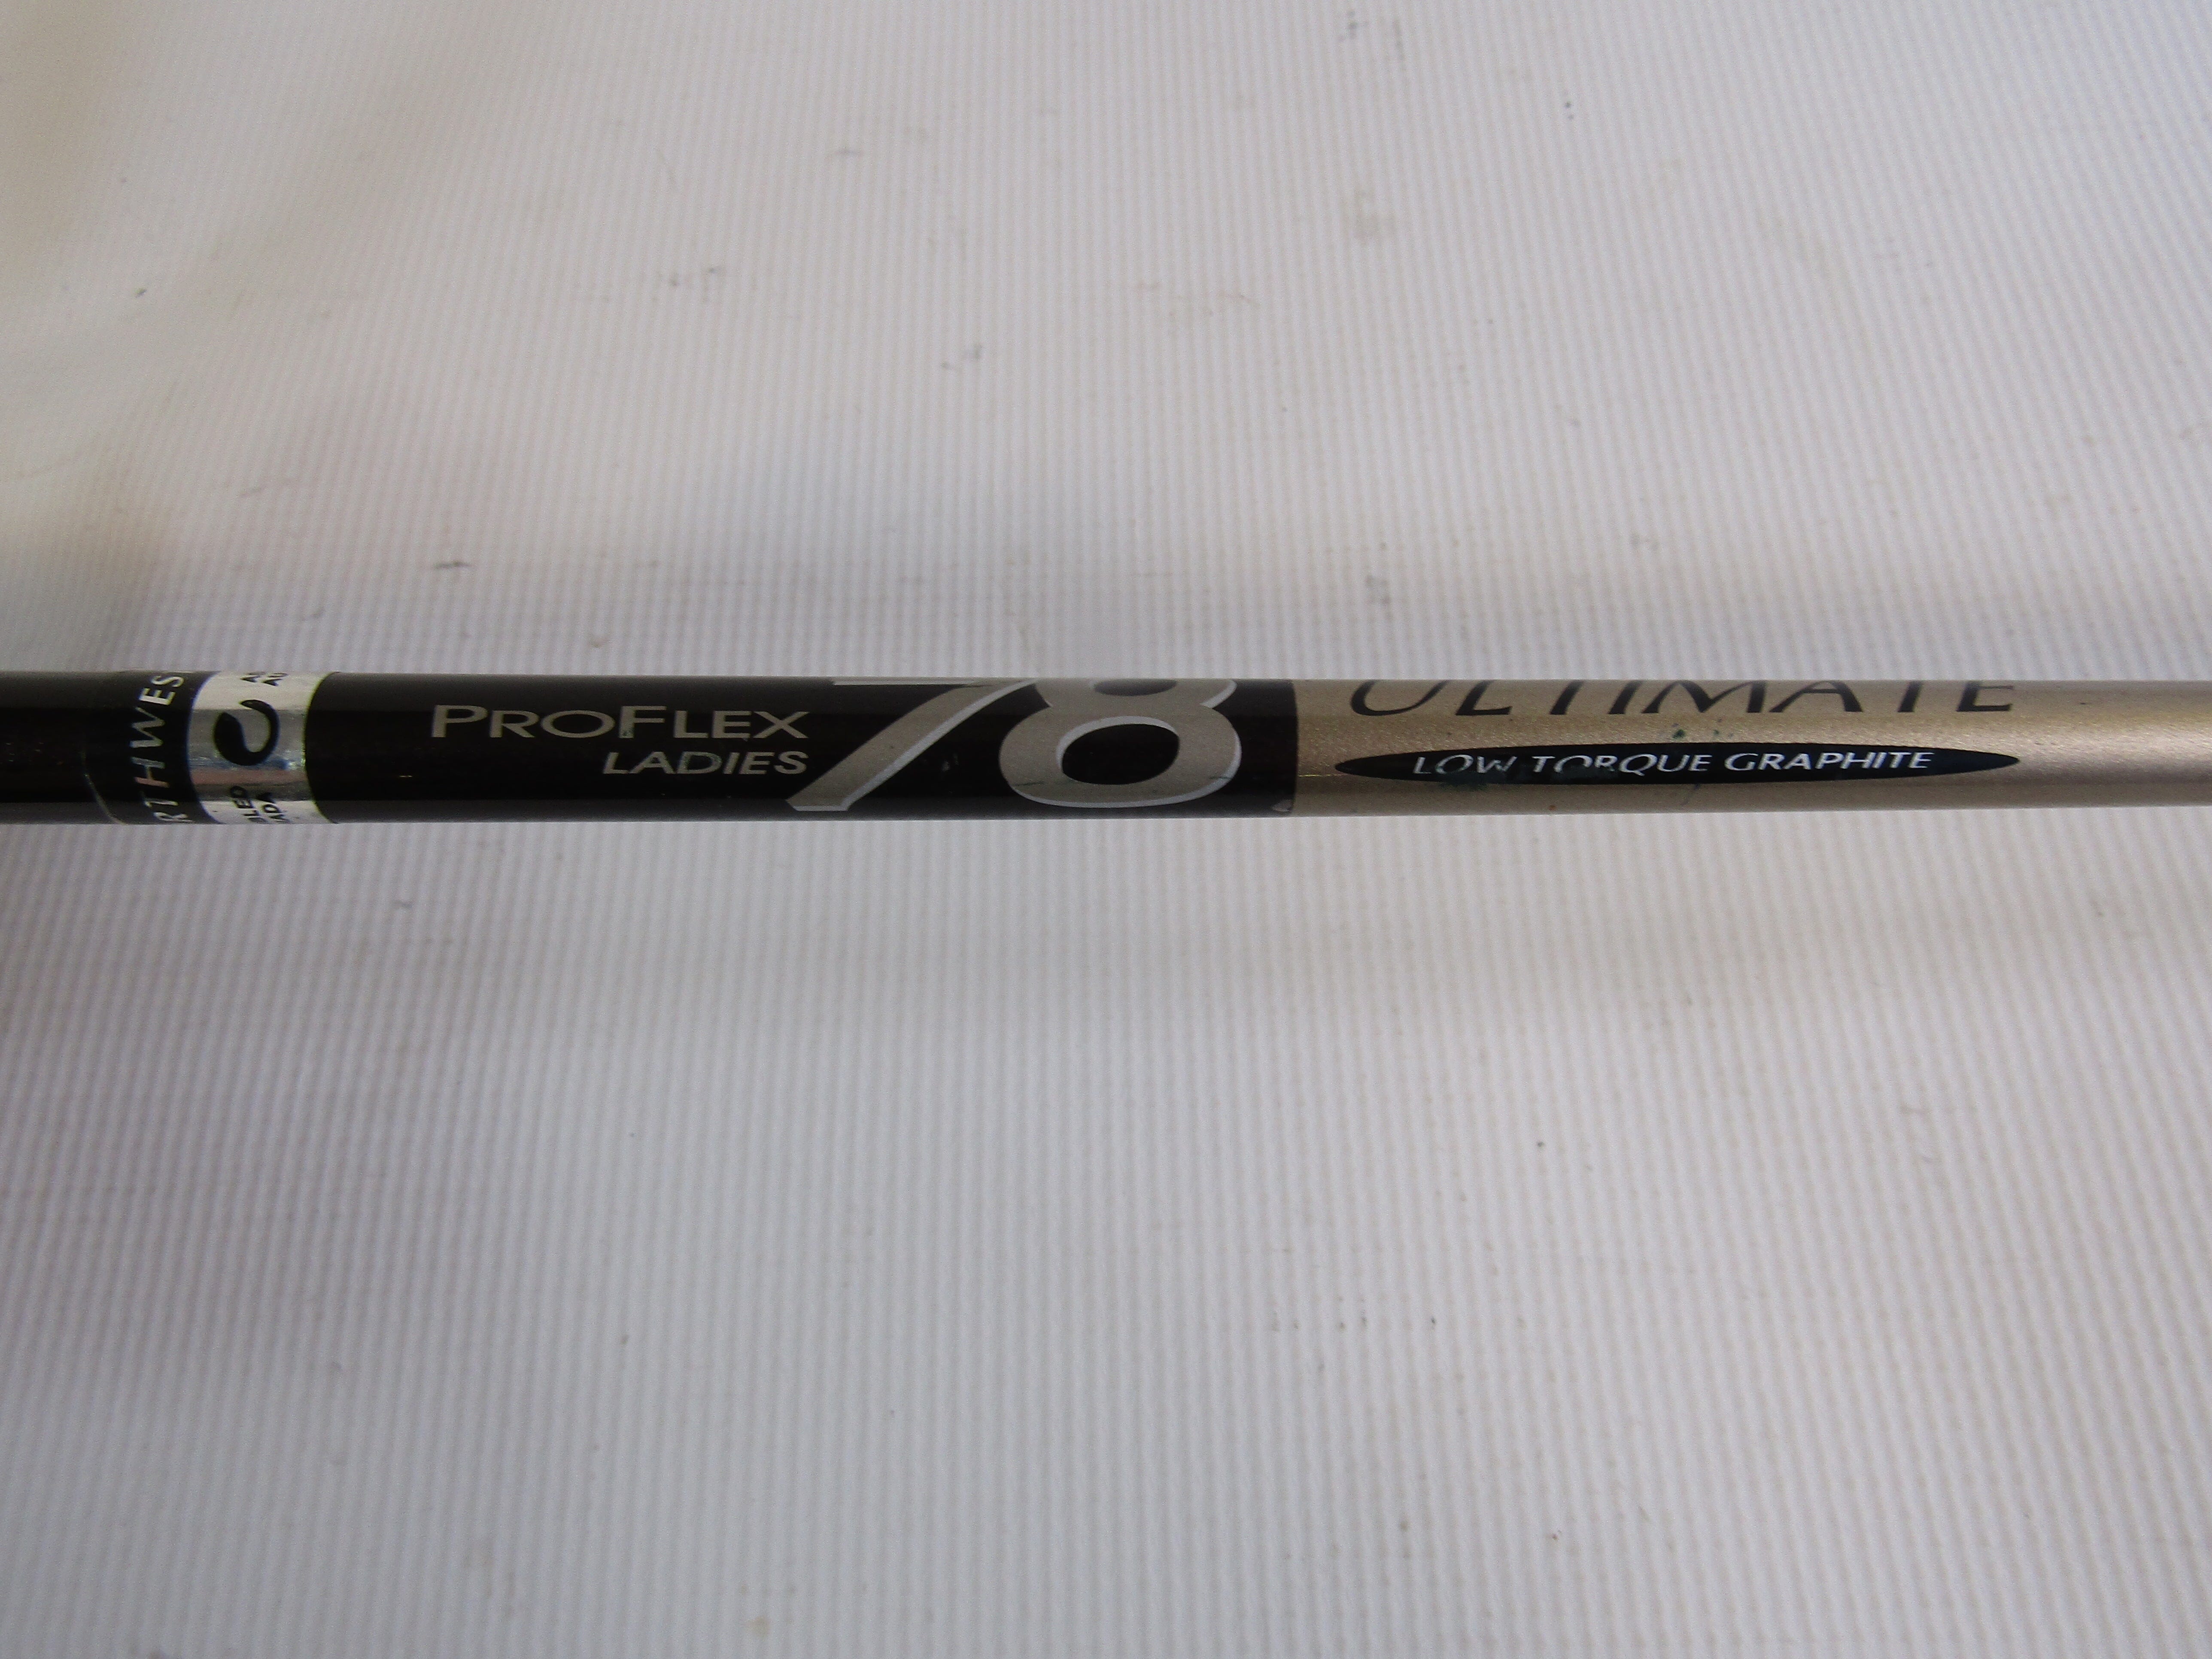 PROFLEX
LADIES
78
ULTIMATE
LOW TORQUE GRAPHITE